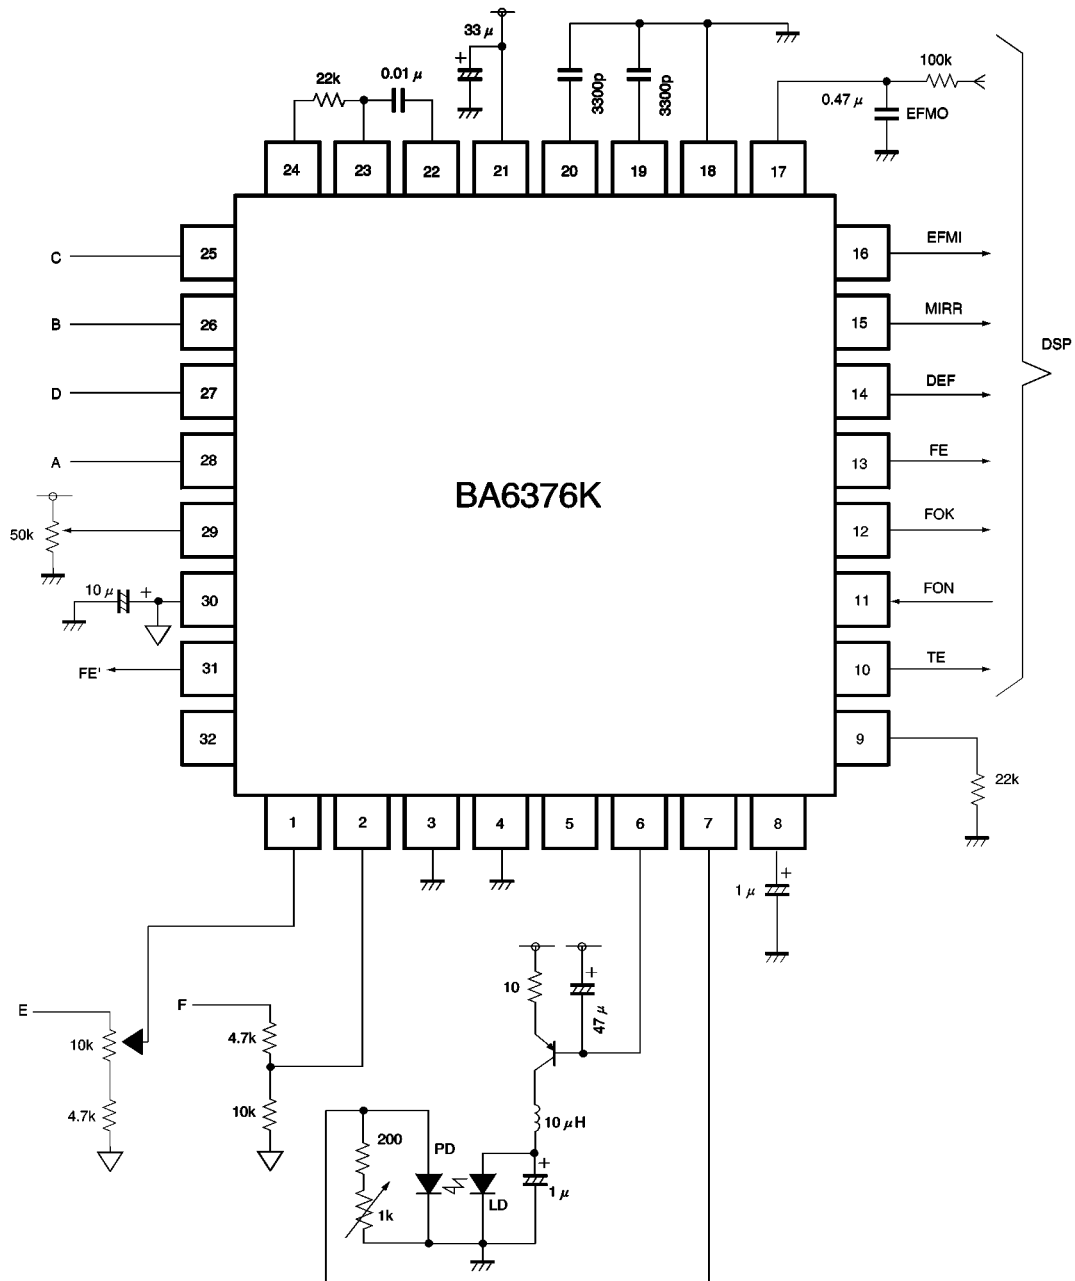 33 μ
22k
0.01 μ
3300p
3300p
100k
0.47 μ
EFMO
24
23
22
21
20
19
18
17
C
25
16
EFMI
B
26
15
MIRR
DSP
D
27
14
DEF
A
28
13
FE
BA6376K
50k
29
12
FOK
10 μ
+
30
11
FON
FE'
31
10
TE
32
9
22k
1
2
3
4
5
6
7
8
1 μ
+
E
F
10k
4.7k
10
+
47 μ
4.7k
10k
10 μH
200
PD
+
1k
LD
1 μ
+